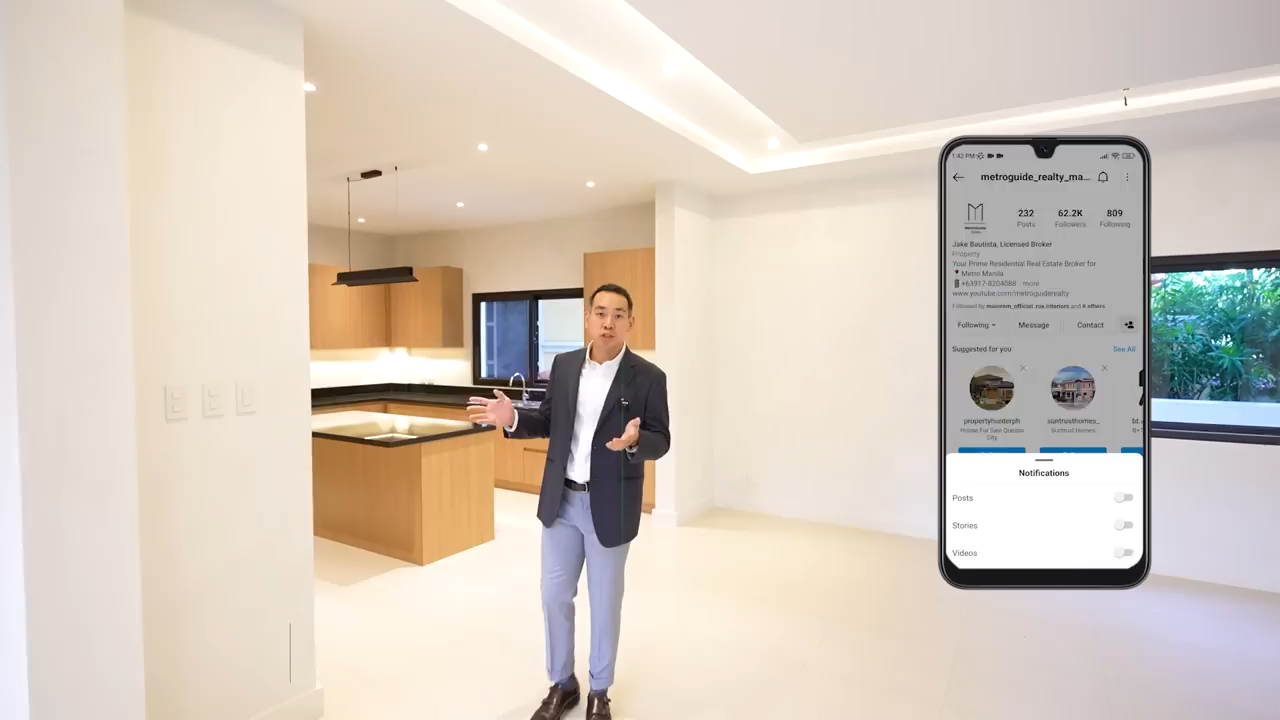 1:42 PM
metroguide_realty_ma...
232
62.2K
809
Posts
Followers
Following
Jake Bautista, Licensed Broker
Property
Your Prime Residential Real Estate Broker for
Metro Manila
+63917-8204088 more
www.youtube.com/metroguiderealty
Following
Message
Contact
Suggested for you
See All
propertyhunterph
suntrusthomes_
House For Sale Quezon
City
Suntrust Homes
Notifications
Posts
Stories
Videos